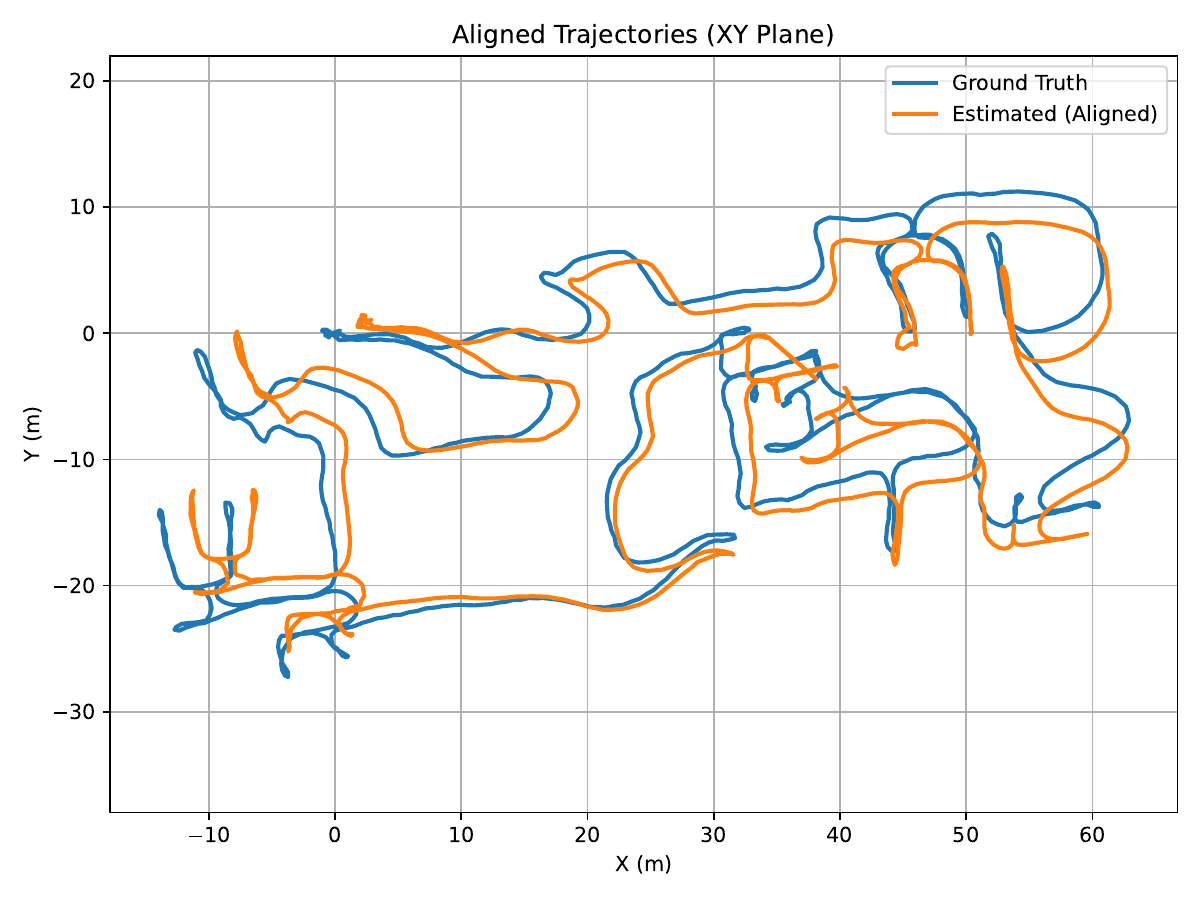 Aligned Trajectories (XY Plane)
Ground Truth
Estimated (Aligned)
20
10
0
−10
−20
−30
Y (m)
−10 0 10 20 30 40 50 60
X (m)